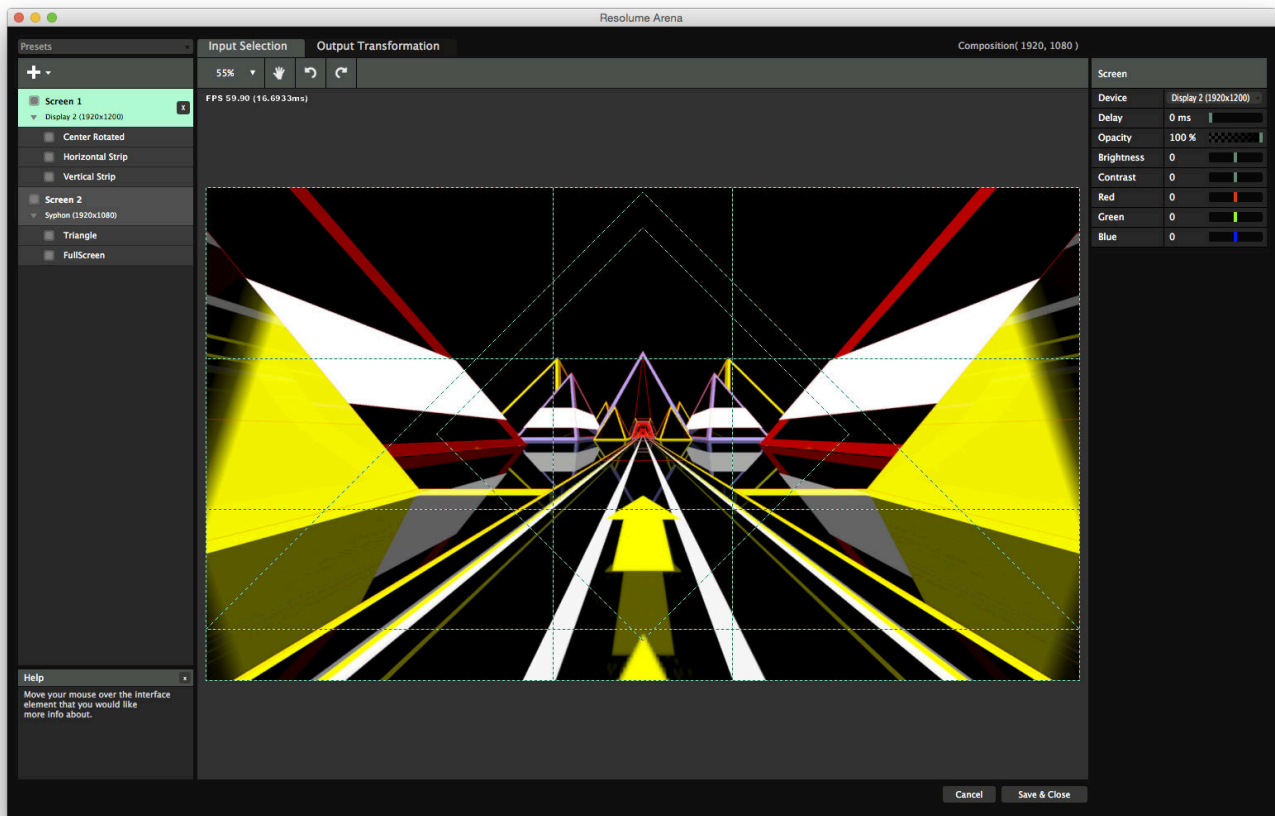 Resolume Arena
Presets
Input Selection
Output Transformation
Composition( 1920, 1080 )
55%
Screen
FPS 59.90 (16.6933ms)
Screen 1
x
Display 2 (1920x1200)
Center Rotated
Horizontal Strip
Vertical Strip
Screen 2
Syphon (1920x1080)
Triangle
FullScreen
Device
Display 2 (1920x1200)
Delay
0 ms
Opacity
100 %
Brightness
0
Contrast
0
Red
0
Green
0
Blue
0
Help
x
Move your mouse over the interface
element that you would like
more info about.
Cancel
Save & Close